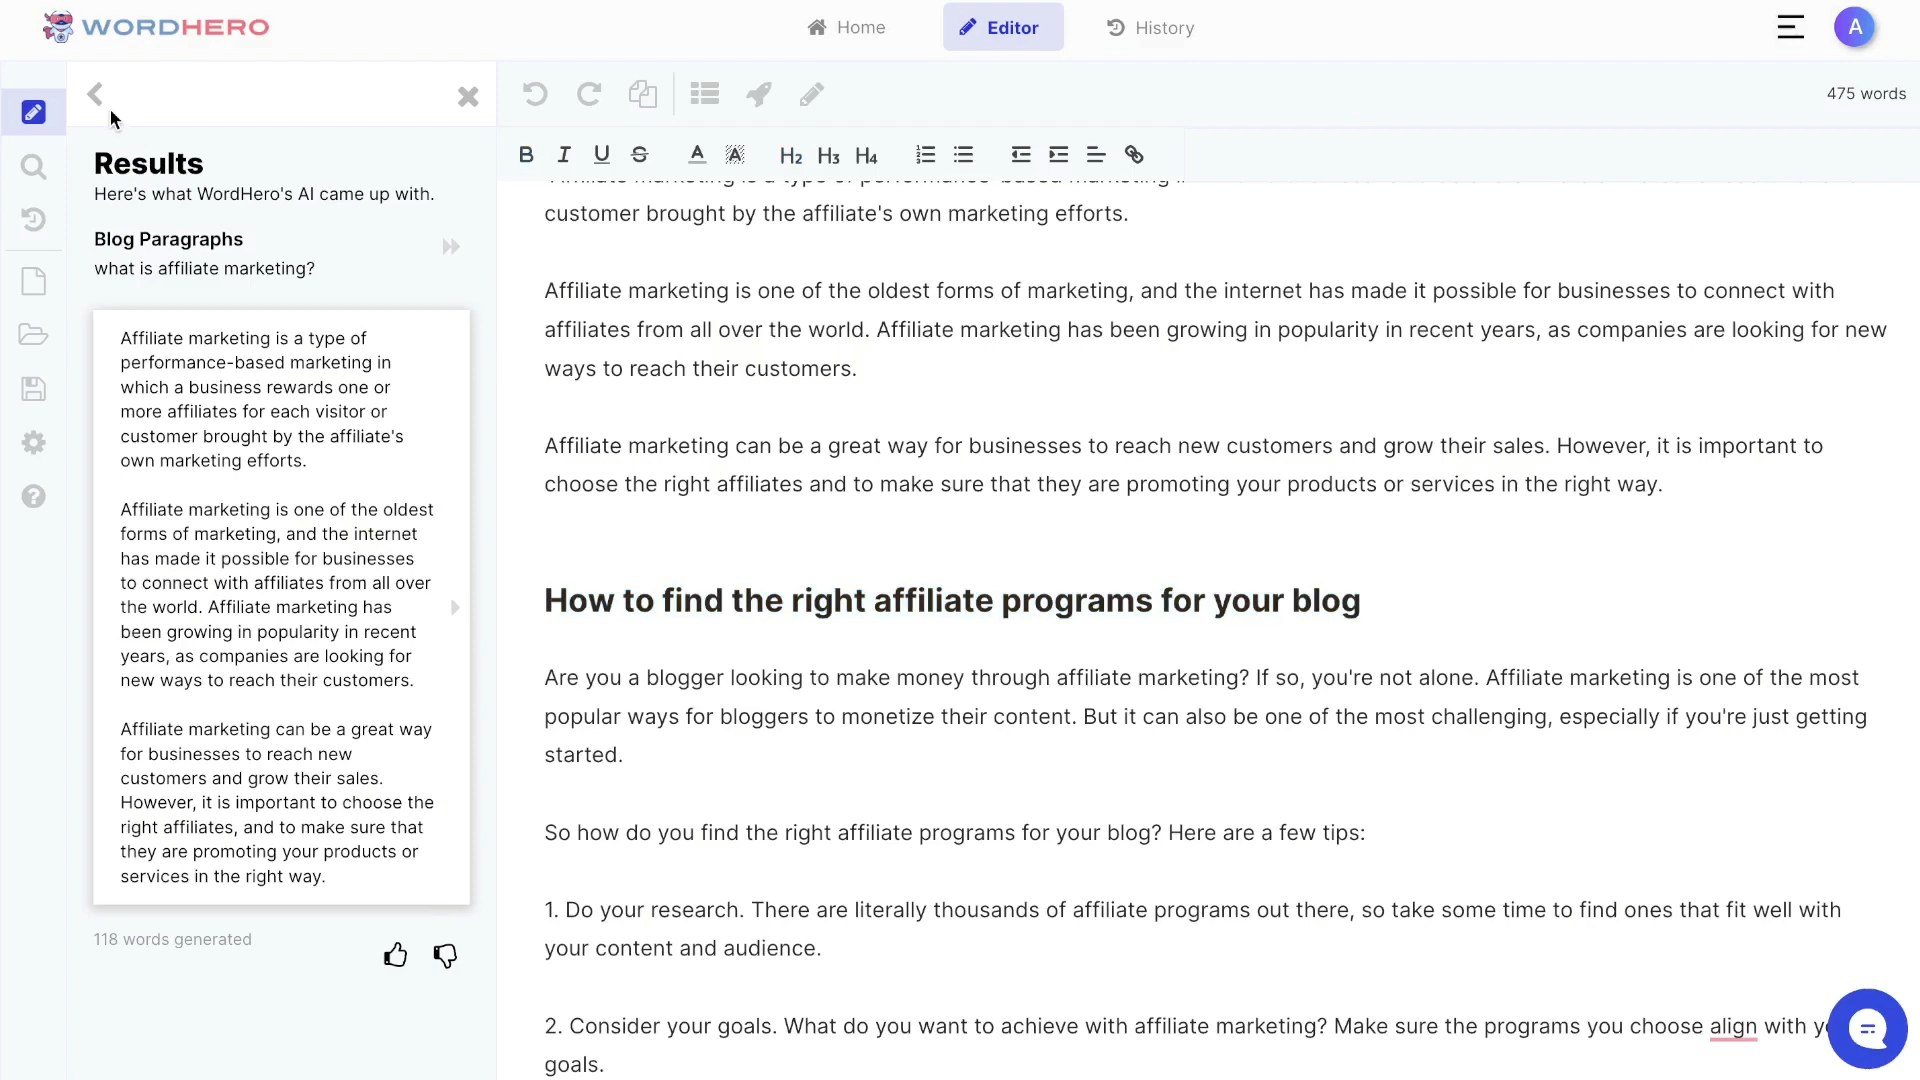 WORDHERO
Home
Editor
History
A
475 words
B I U S A A H2 H3 H4
Results
Here's what WordHero's AI came up with.
Blog Paragraphs
what is affiliate marketing?
Affiliate marketing is a type of
performance-based marketing in
which a business rewards one or
more affiliates for each visitor or
customer brought by the affiliate's
own marketing efforts.
Affiliate marketing is one of the oldest
forms of marketing, and the internet
has made it possible for businesses
to connect with affiliates from all over
the world. Affiliate marketing has
been growing in popularity in recent
years, as companies are looking for
new ways to reach their customers.
Affiliate marketing can be a great way
for businesses to reach new
customers and grow their sales.
However, it is important to choose the
right affiliates, and to make sure that
they are promoting your products or
services in the right way.
118 words generated
Affiliate marketing is a type of performance-based marketing
customer brought by the affiliate's own marketing efforts.
Affiliate marketing is one of the oldest forms of marketing, and the internet has made it possible for businesses to connect with
affiliates from all over the world. Affiliate marketing has been growing in popularity in recent years, as companies are looking for new
ways to reach their customers.
Affiliate marketing can be a great way for businesses to reach new customers and grow their sales. However, it is important to
choose the right affiliates and to make sure that they are promoting your products or services in the right way.
How to find the right affiliate programs for your blog
Are you a blogger looking to make money through affiliate marketing? If so, you're not alone. Affiliate marketing is one of the most
popular ways for bloggers to monetize their content. But it can also be one of the most challenging, especially if you're just getting
started.
So how do you find the right affiliate programs for your blog? Here are a few tips:
1. Do your research. There are literally thousands of affiliate programs out there, so take some time to find ones that fit well with
your content and audience.
2. Consider your goals. What do you want to achieve with affiliate marketing? Make sure the programs you choose align with
goals.